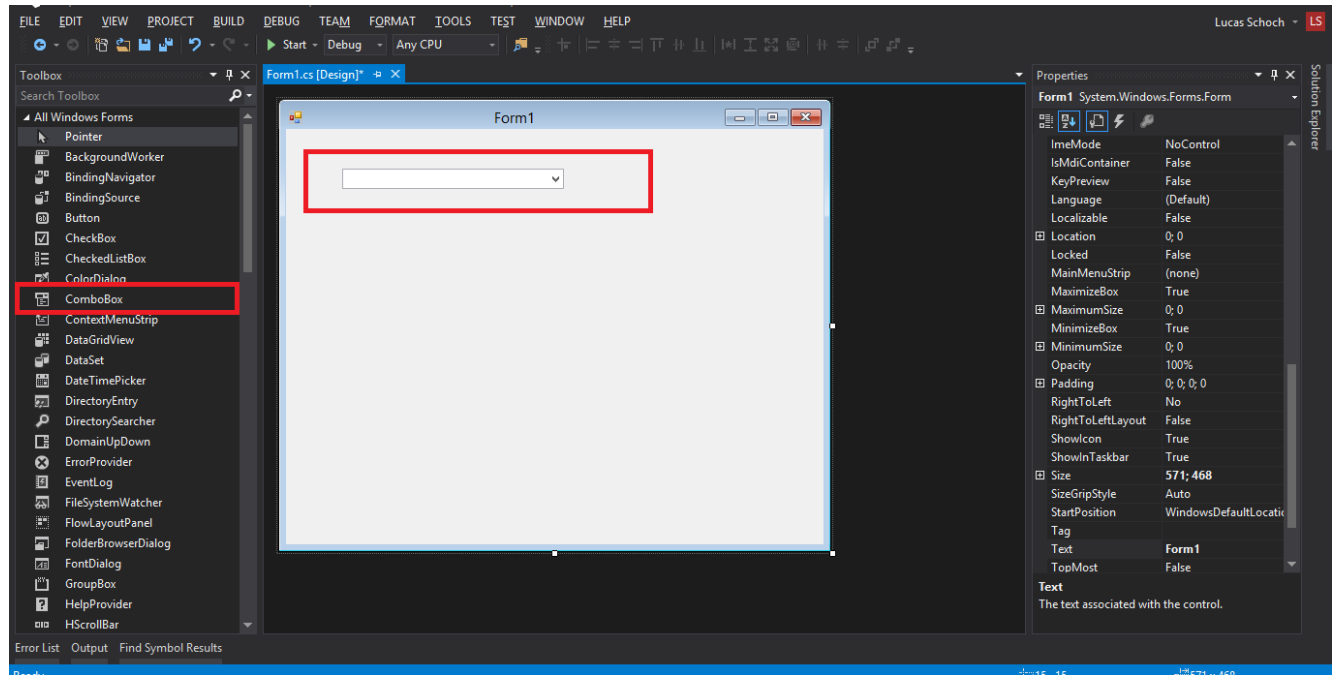 FILE EDIT VIEW PROJECT BUILD DEBUG TEAM FORMAT TOOLS TEST WINDOW HELP
Lucas Schoch LS
Start Debug Any CPU
Toolbox
Search Toolbox
All Windows Forms
Pointer
BackgroundWorker
BindingNavigator
BindingSource
Button
CheckBox
CheckedListBox
ColorDialog
ComboBox
ContextMenuStrip
DataGridView
DataSet
DateTimePicker
DirectoryEntry
DirectorySearcher
DomainUpDown
ErrorProvider
EventLog
FileSystemWatcher
FlowLayoutPanel
FolderBrowserDialog
FontDialog
GroupBox
HelpProvider
HScrollBar
Form1.cs [Design]*
Form1
Properties
Form1 System.Windows.Forms.Form
ImeMode NoControl
IsMdiContainer False
KeyPreview False
Language (Default)
Localizable False
Location 0; 0
Locked False
MainMenuStrip (none)
MaximizeBox True
MaximumSize 0; 0
MinimizeBox True
MinimumSize 0; 0
Opacity 100%
Padding 0; 0; 0; 0
RightToLeft No
RightToLeftLayout False
ShowIcon True
ShowInTaskbar True
Size 571; 468
SizeGripStyle Auto
StartPosition WindowsDefaultLocatio
Tag
Text Form1
TopMost False
Text
The text associated with the control.
Solution Explorer
Error List Output Find Symbol Results
Ready 15 , 15 571 x 468